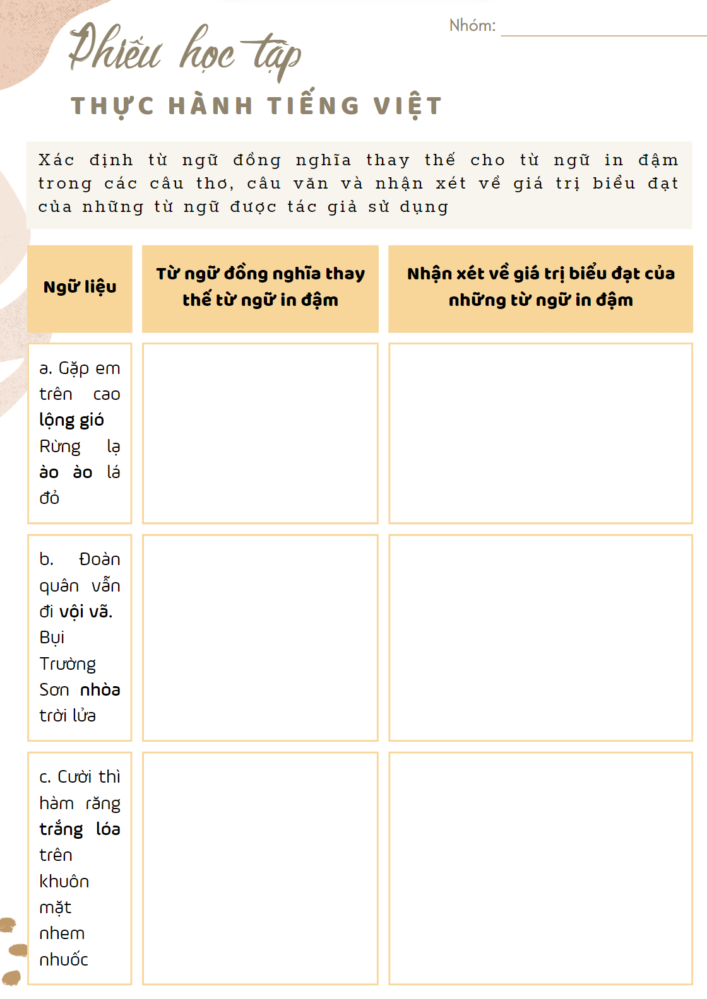 Nhóm:
Phiếu học tập
THỰC HÀNH TIẾNG VIỆT
Xác định từ ngữ đồng nghĩa thay thế cho từ ngữ in đậm
trong các câu thơ, câu văn và nhận xét về giá trị biểu đạt
của những từ ngữ được tác giả sử dụng
Ngữ liệu
Từ ngữ đồng nghĩa thay
thế từ ngữ in đậm
Nhận xét về giá trị biểu đạt của
những từ ngữ in đậm
a. Gặp em
trên cao
lộng gió
Rừng lạ
ào ào lá
đỏ
b. Đoàn
quân vẫn
đi vội vã.
Bụi
Trường
Sơn nhòa
trời lửa
c. Cười thì
hàm răng
trắng lóa
trên
khuôn
mặt
nhem
nhuốc